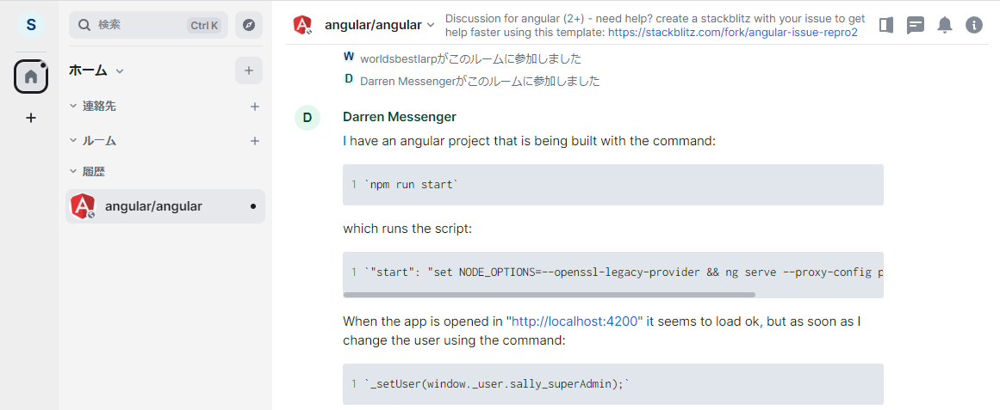 S
検索
Ctrl K
ホーム
連絡先
ルーム
履歴
angular/angular
angular/angular
Discussion for angular (2+) - need help? create a stackblitz with your issue to get
help faster using this template: https://stackblitz.com/fork/angular-issue-repro2
W worldsbestlarpがこのルームに参加しました
D Darren Messengerがこのルームに参加しました
D Darren Messenger
I have an angular project that is being built with the command:
1 `npm run start`
which runs the script:
1 `"start": "set NODE_OPTIONS=--openssl-legacy-provider && ng serve --proxy-config p
When the app is opened in "http://localhost:4200" it seems to load ok, but as soon as I
change the user using the command:
1 `_setUser(window._user.sally_superAdmin);`